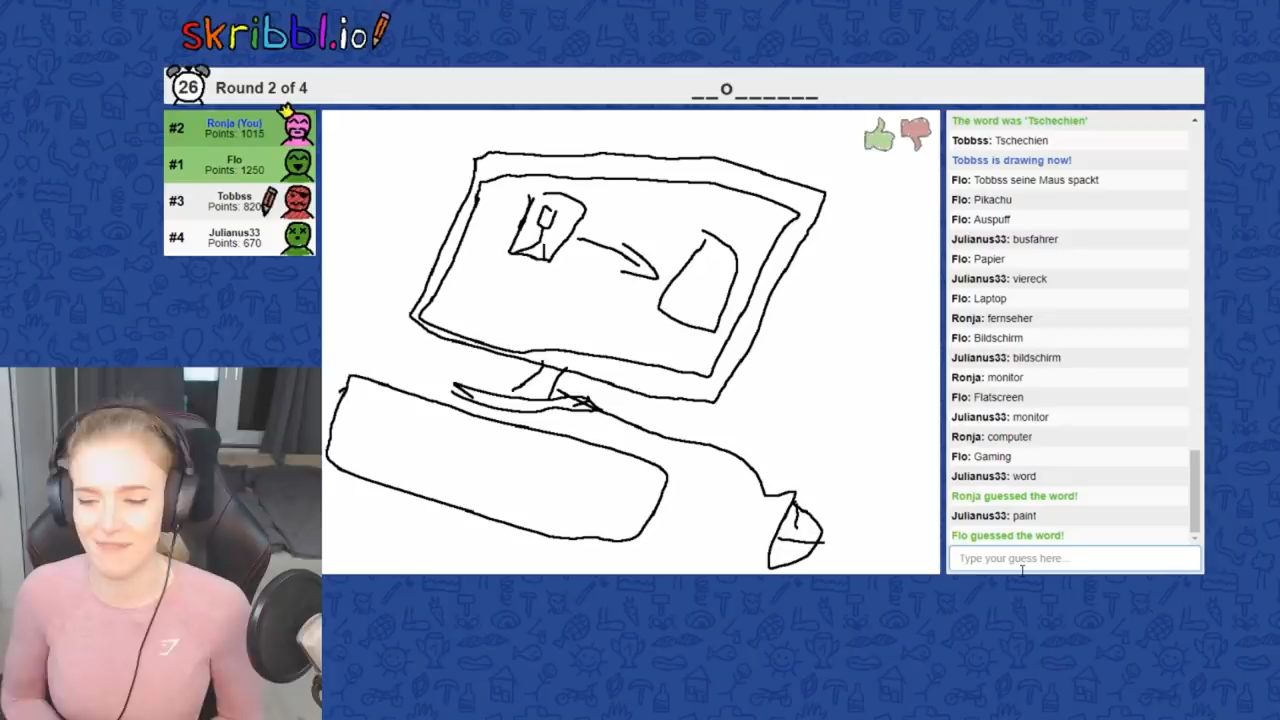 skribbl.io
26
Round 2 of 4
__o______
#2
Ronja (You)
Points: 1015
#1
Flo
Points: 1250
#3
Tobbss
Points: 820
#4
Julianus33
Points: 670
The word was 'Tschechien'
Tobbss: Tschechien
Tobbss is drawing now!
Flo: Tobbss seine Maus spackt
Flo: Pikachu
Flo: Auspuff
Julianus33: busfahrer
Flo: Papier
Julianus33: viereck
Flo: Laptop
Ronja: fernseher
Flo: Bildschirm
Julianus33: bildschirm
Ronja: monitor
Flo: Flatscreen
Julianus33: monitor
Ronja: computer
Flo: Gaming
Julianus33: word
Ronja guessed the word!
Julianus33: paint
Flo guessed the word!
Type your guess here...